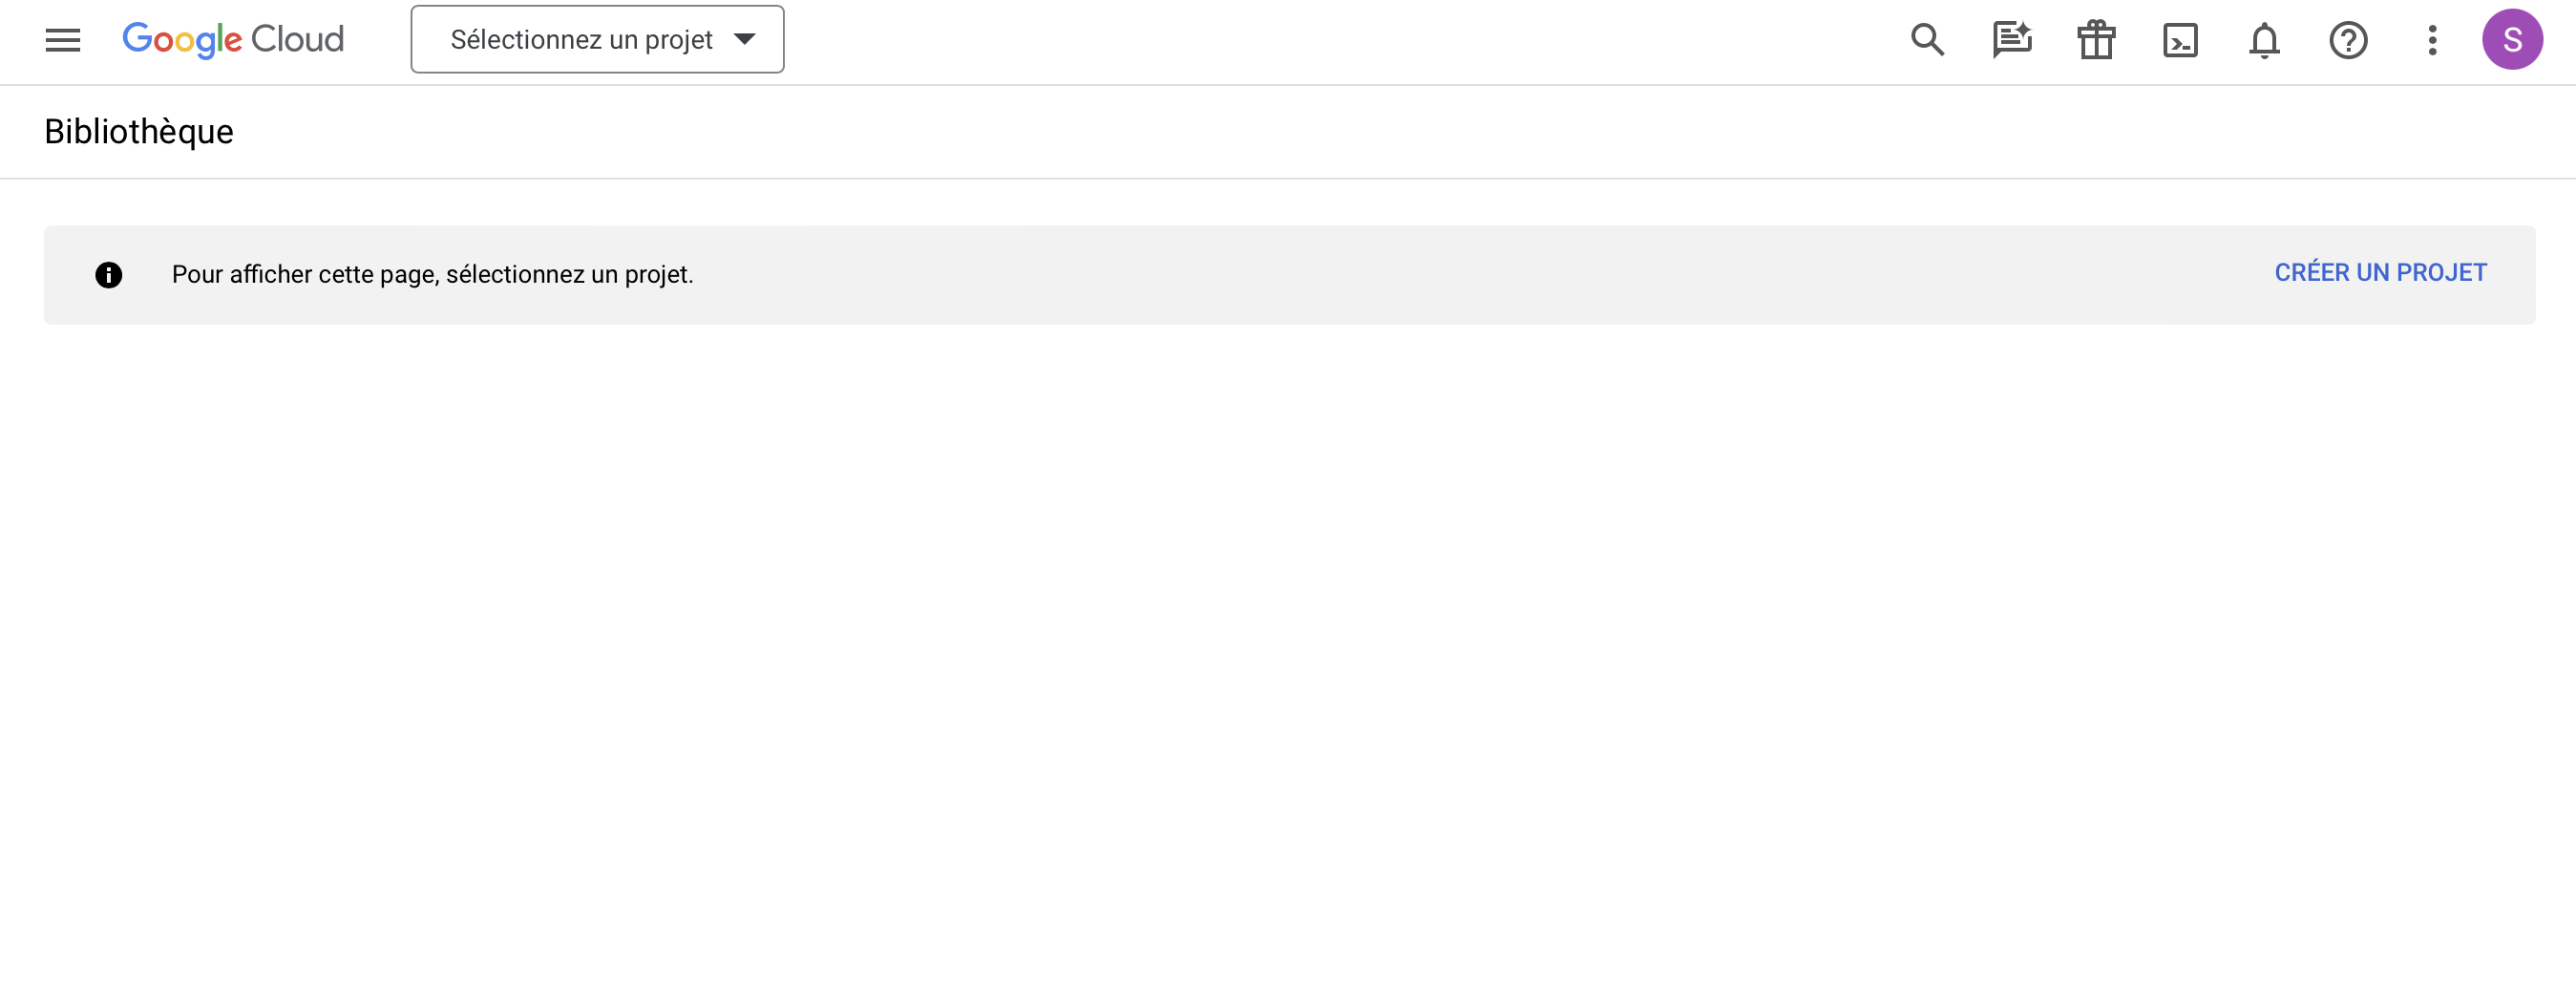 Google Cloud
Sélectionnez un projet
S
Bibliothèque
Pour afficher cette page, sélectionnez un projet.
CRÉER UN PROJET